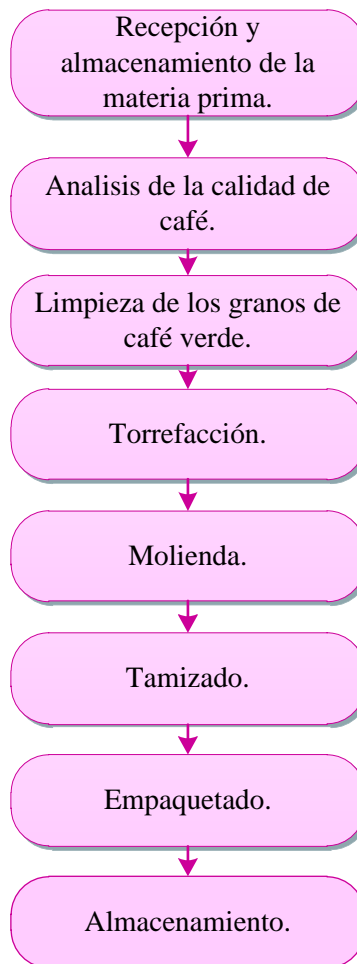 Recepción y
almacenamiento de la
materia prima.
Analisis de la calidad de
café.
Limpieza de los granos de
café verde.
Torrefacción.
Molienda.
Tamizado.
Empaquetado.
Almacenamiento.